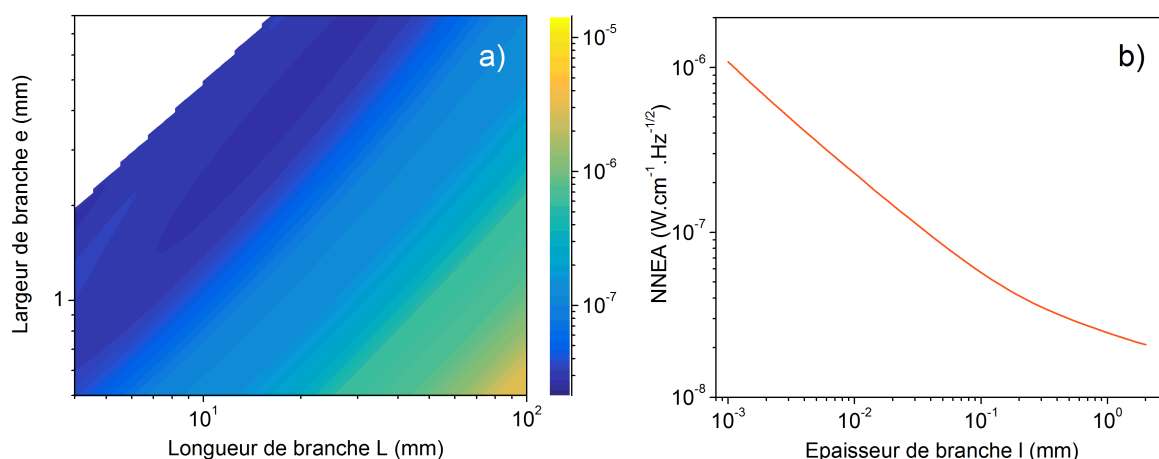 a)
Largeur de branche e (mm)
1
10¹
10²
Longueur de branche L (mm)
10⁻⁵
10⁻⁶
10⁻⁷
b)
NNEA (W.cm⁻¹.Hz⁻¹ᐟ²)
10⁻⁶
10⁻⁷
10⁻⁸
10⁻³
10⁻²
10⁻¹
10⁰
Epaisseur de branche l (mm)